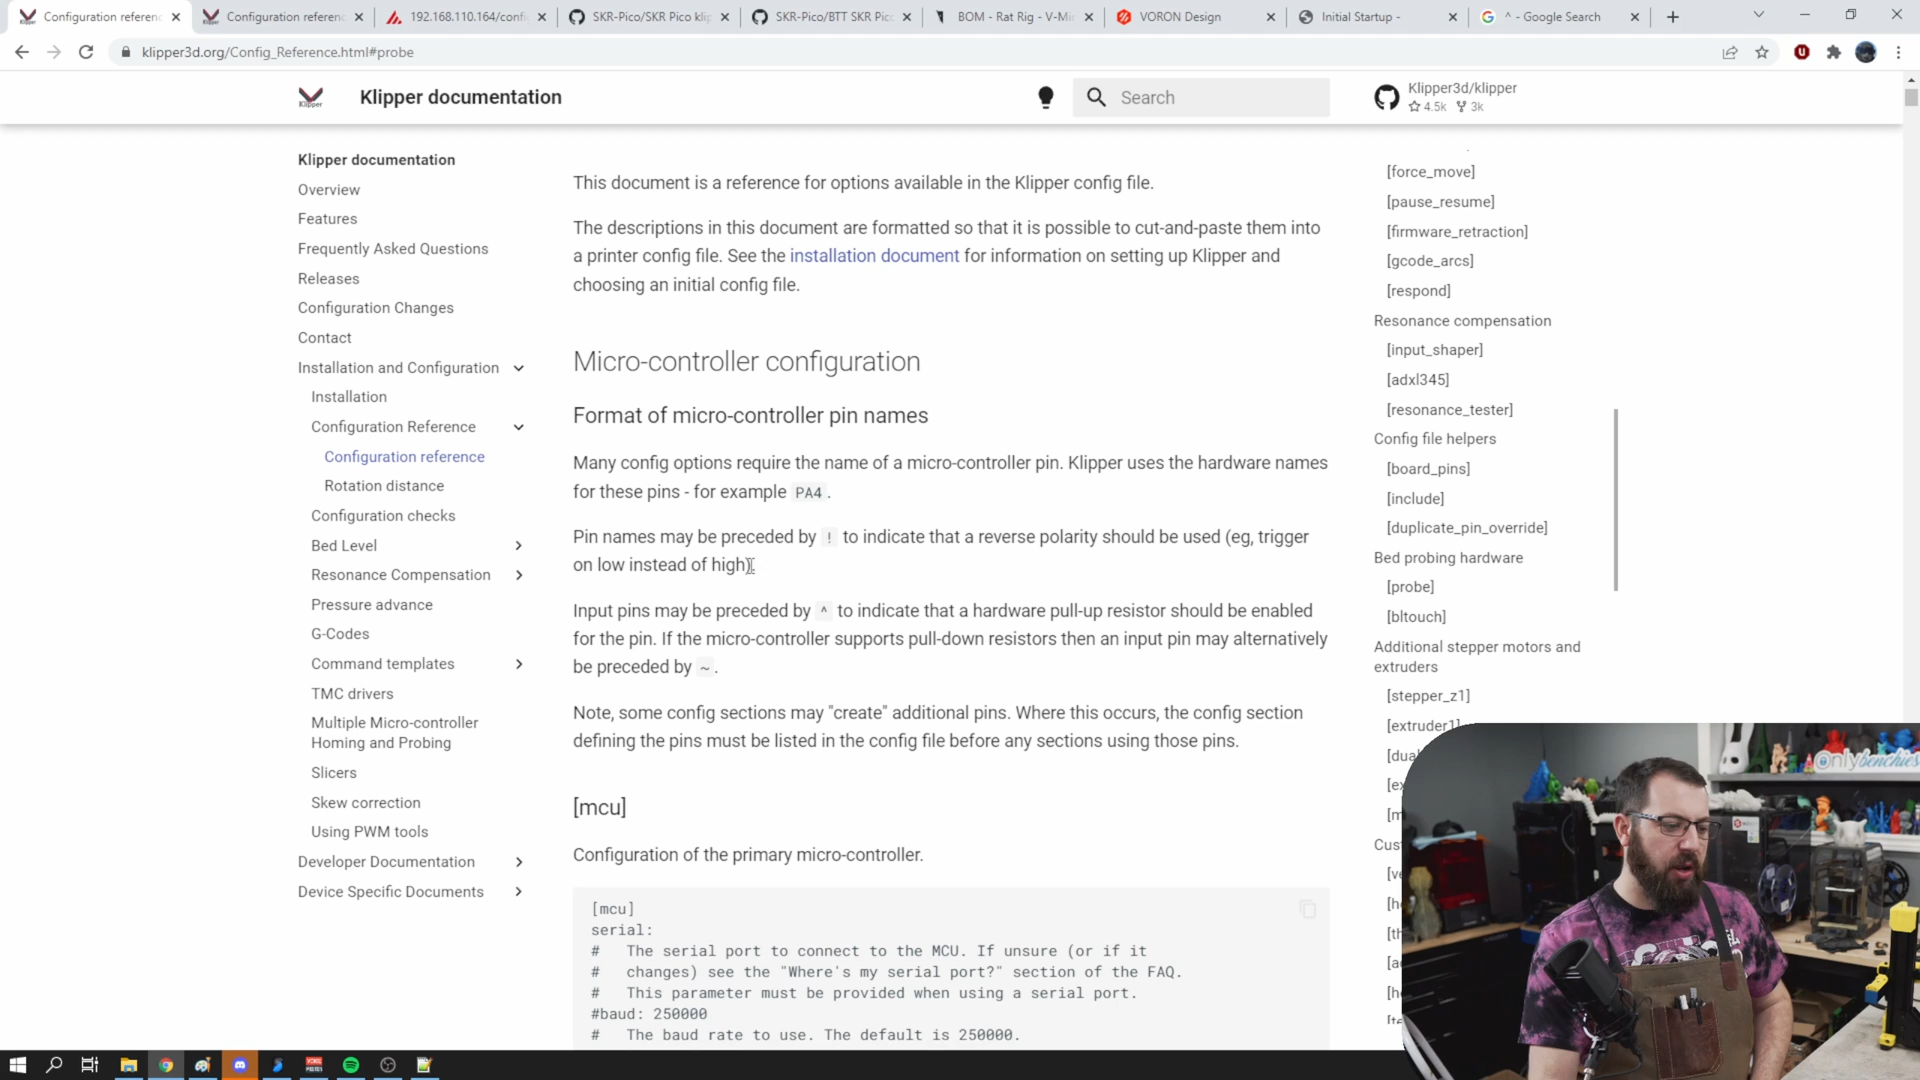 Configuration referenc
Configuration referenc
192.168.110.164/confi
SKR-Pico/SKR Pico klip
SKR-Pico/BTT SKR Pico
BOM - Rat Rig - V-Mi
VORON Design
Initial Startup -
^ - Google Search
klipper3d.org/Config_Reference.html#probe
Klipper
Klipper documentation
Search
Klipper3d/klipper
4.5k 3k
Klipper documentation
Overview
Features
Frequently Asked Questions
Releases
Configuration Changes
Contact
Installation and Configuration
Installation
Configuration Reference
Configuration reference
Rotation distance
Configuration checks
Bed Level
Resonance Compensation
Pressure advance
G-Codes
Command templates
TMC drivers
Multiple Micro-controller
Homing and Probing
Slicers
Skew correction
Using PWM tools
Developer Documentation
Device Specific Documents
This document is a reference for options available in the Klipper config file.
The descriptions in this document are formatted so that it is possible to cut-and-paste them into
a printer config file. See the installation document for information on setting up Klipper and
choosing an initial config file.
Micro-controller configuration
Format of micro-controller pin names
Many config options require the name of a micro-controller pin. Klipper uses the hardware names
for these pins - for example PA4 .
Pin names may be preceded by ! to indicate that a reverse polarity should be used (eg, trigger
on low instead of high).
Input pins may be preceded by ^ to indicate that a hardware pull-up resistor should be enabled
for the pin. If the micro-controller supports pull-down resistors then an input pin may alternatively
be preceded by ~ .
Note, some config sections may "create" additional pins. Where this occurs, the config section
defining the pins must be listed in the config file before any sections using those pins.
[mcu]
Configuration of the primary micro-controller.
[mcu]
serial:
# The serial port to connect to the MCU. If unsure (or if it
# changes) see the "Where's my serial port?" section of the FAQ.
# This parameter must be provided when using a serial port.
#baud: 250000
# The baud rate to use. The default is 250000.
[force_move]
[pause_resume]
[firmware_retraction]
[gcode_arcs]
[respond]
Resonance compensation
[input_shaper]
[adxl345]
[resonance_tester]
Config file helpers
[board_pins]
[include]
[duplicate_pin_override]
Bed probing hardware
[probe]
[bltouch]
Additional stepper motors and
extruders
[stepper_z1]
[extruder1]
[dua
[ex
[m
Cus
[ve
[h
[th
[a
[h
[te
@onlybenchies